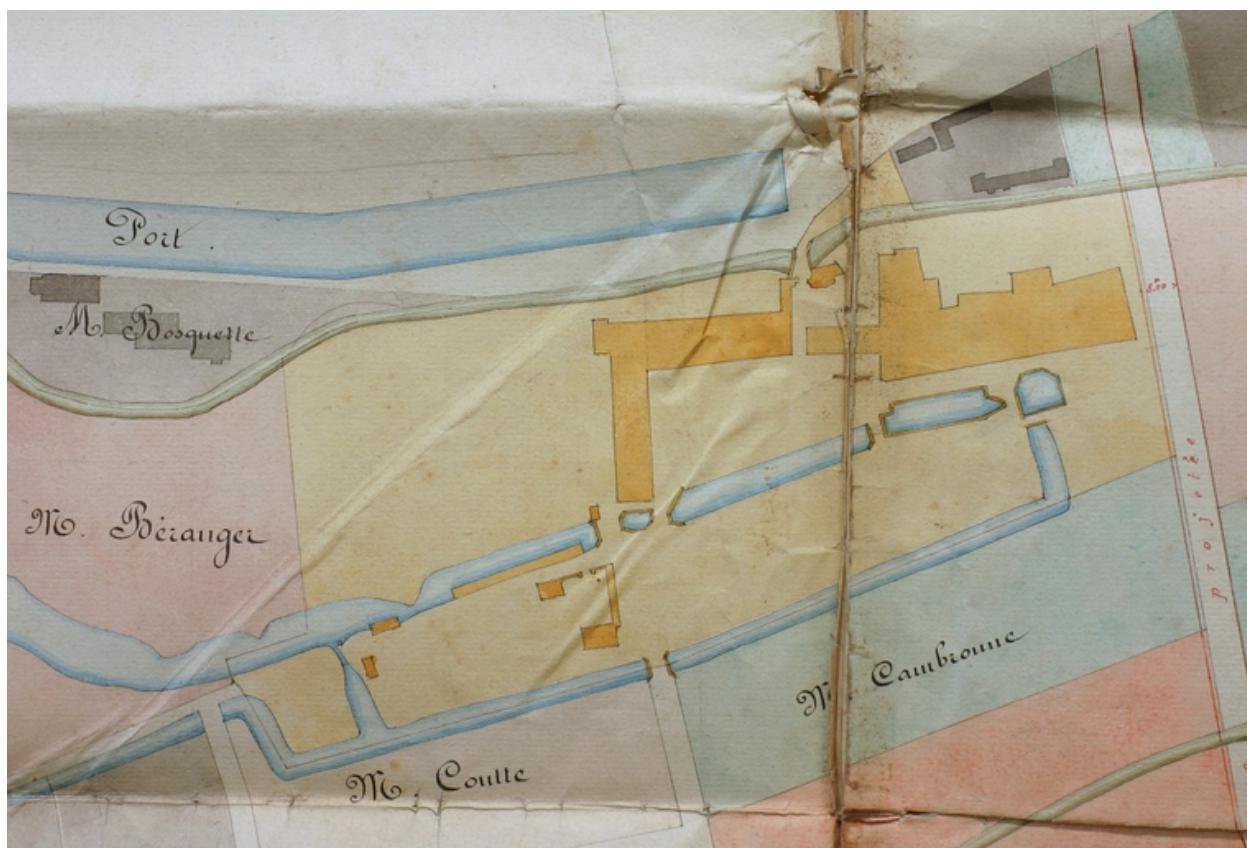 Port.
M. Bosquette
M. Béranger
projetée
M. Cambronne
M. Coutte